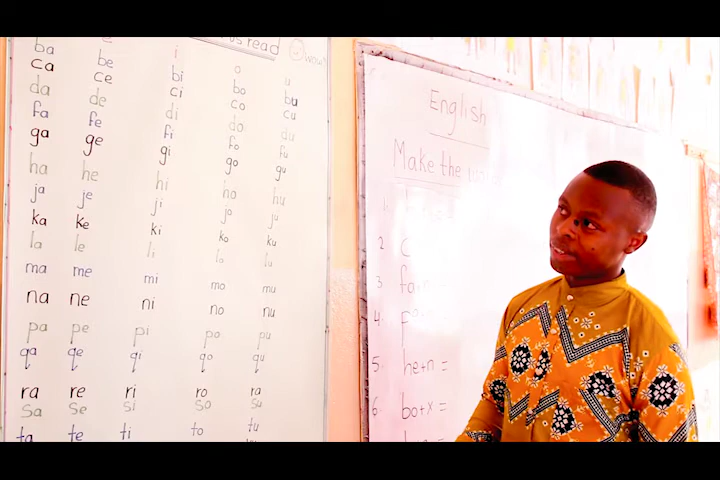 us read
wow
i o u
ba be bi bo bu
ca ce ci co cu
da de di do du
fa fe fi fo fu
ga ge gi go gu
ha he hi ho hu
ja je ji jo ju
ka ke ki ko ku
la le li lo lu
ma me mi mo mu
na ne ni no nu
pa pe pi po pu
qa qe qi qo qu
ra re ri ro ra
sa se si so su
ta te ti to tu
English
Make the
2
3
4
5 he+n =
6 bo+x =